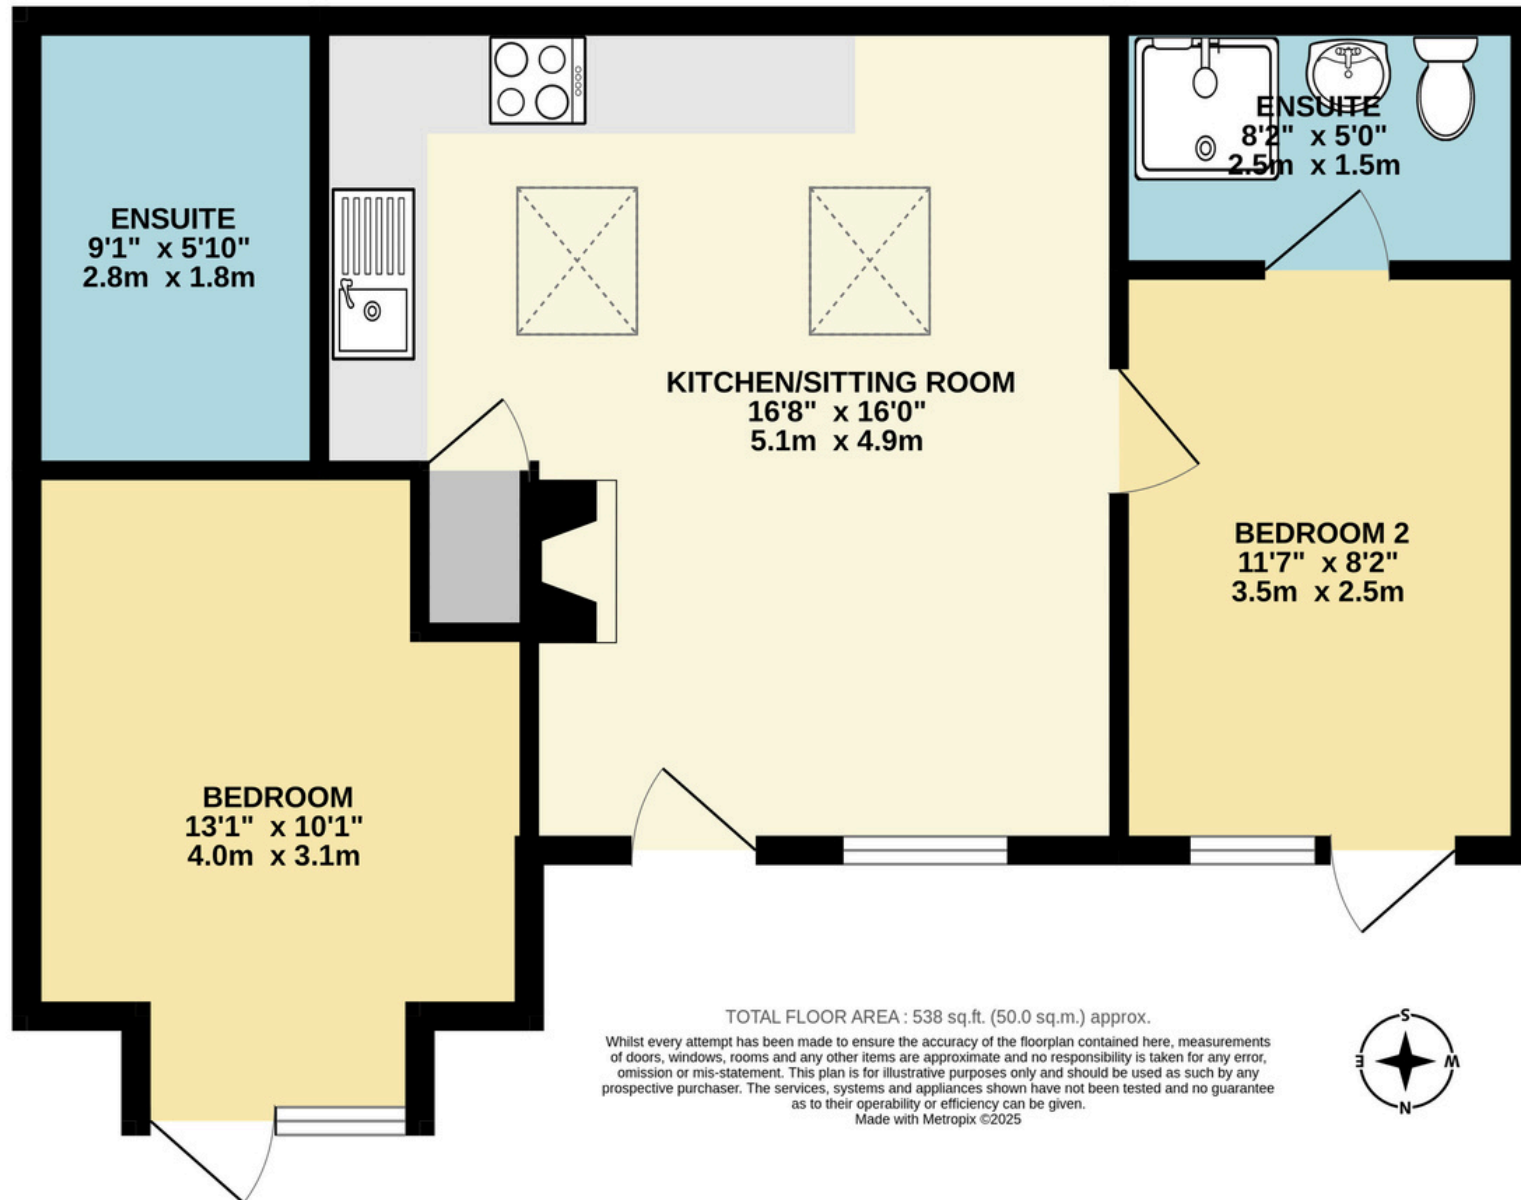 ENSUITE
9'1" x 5'10"
2.8m x 1.8m
KITCHEN/SITTING ROOM
16'8" x 16'0"
5.1m x 4.9m
ENSUITE
8'2" x 5'0"
2.5m x 1.5m
BEDROOM 2
11'7" x 8'2"
3.5m x 2.5m
BEDROOM
13'1" x 10'1"
4.0m x 3.1m
TOTAL FLOOR AREA : 538 sq.ft. (50.0 sq.m.) approx.
Whilst every attempt has been made to ensure the accuracy of the floorplan contained here, measurements
of doors, windows, rooms and any other items are approximate and no responsibility is taken for any error,
omission or mis-statement. This plan is for illustrative purposes only and should be used as such by any
prospective purchaser. The services, systems and appliances shown have not been tested and no guarantee
as to their operability or efficiency can be given.
Made with Metropix ©2025
S
E
W
N